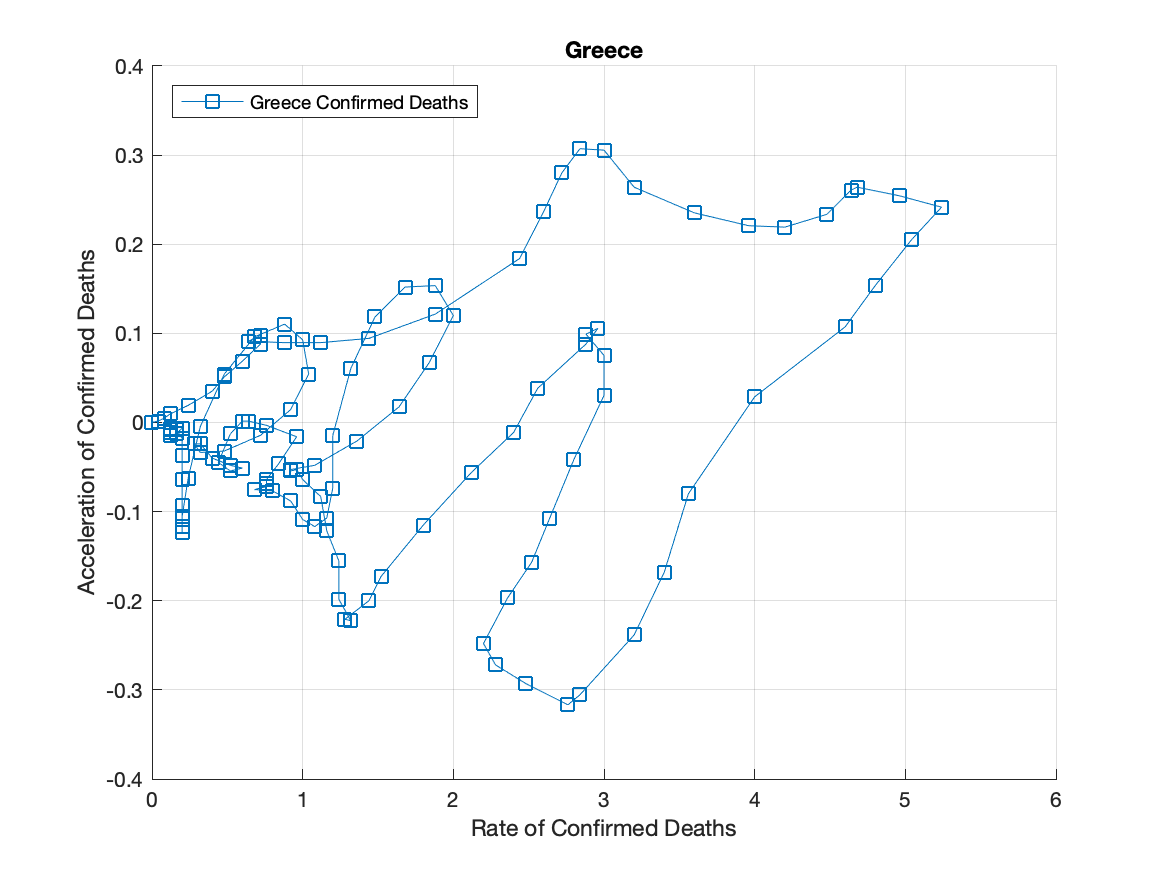 Greece
0.4
Greece Confirmed Deaths
0.3
0.2
0.1
0
-0.1
-0.2
-0.3
-0.4
Acceleration of Confirmed Deaths
0 1 2 3 4 5 6
Rate of Confirmed Deaths